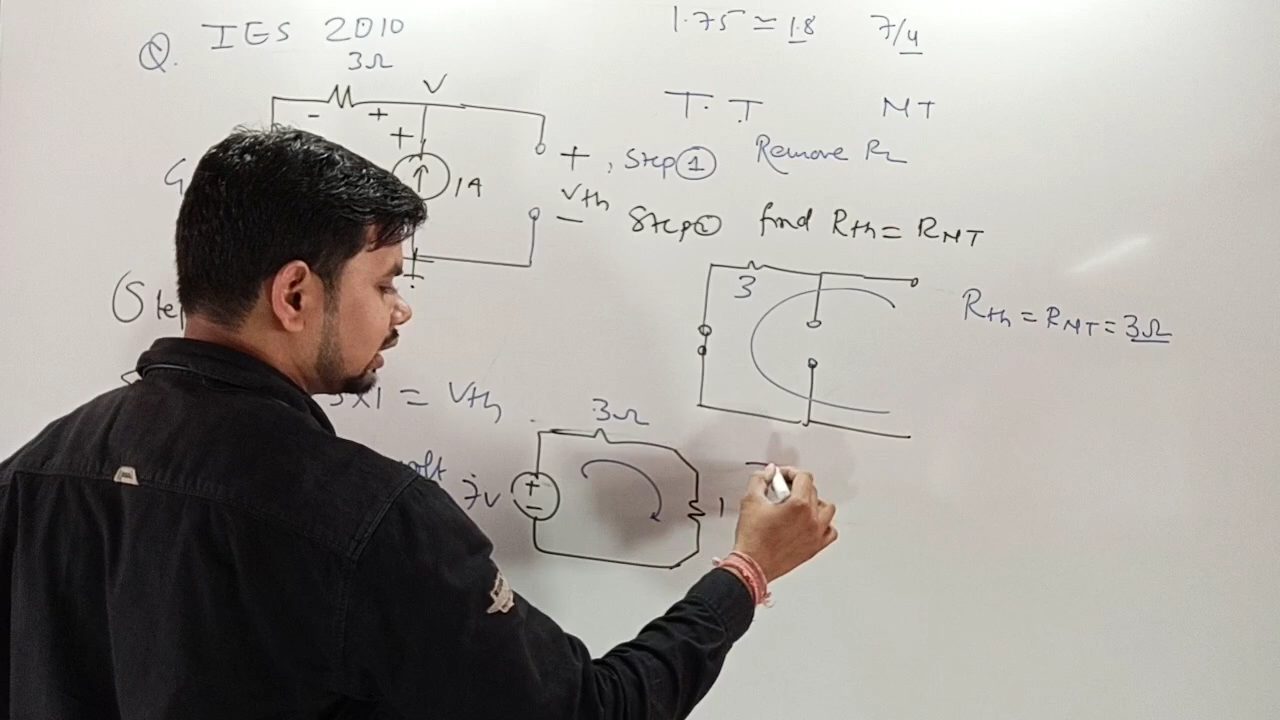 Q. IES 2010
1.75 ≃ 1.8 7/4
3Ω
V
- +
+
1A
+
Vth
-
+
T.T NT
Step ① Remove RL
find Rth = RNT
3
Rth = RNT = 3Ω
3x1 = Vth
3Ω
7V
+
-
1